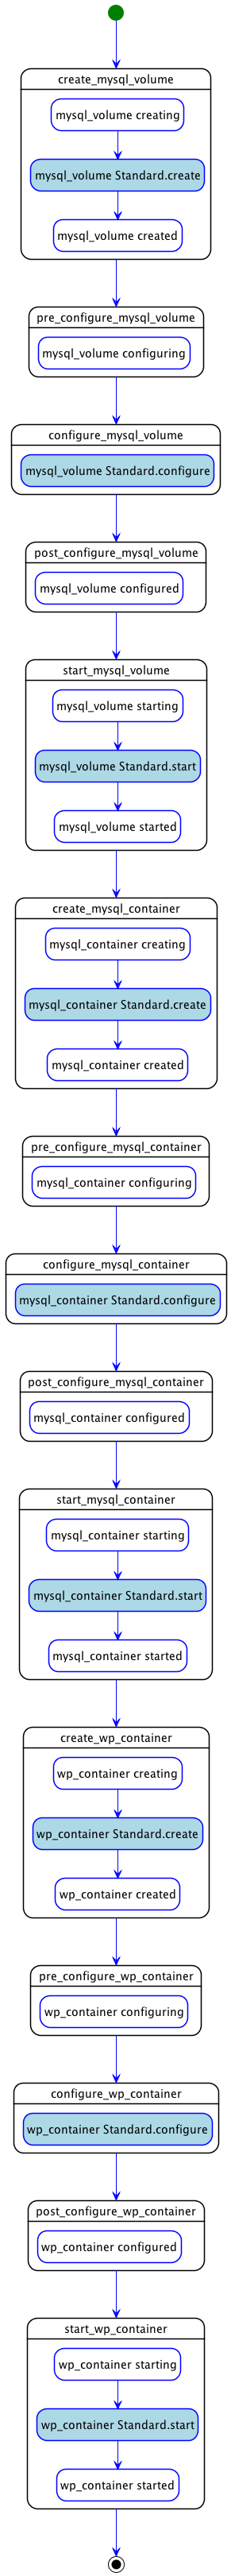 create_mysql_volume
mysql_volume creating
mysql_volume Standard.create
mysql_volume created
pre_configure_mysql_volume
mysql_volume configuring
configure_mysql_volume
mysql_volume Standard.configure
post_configure_mysql_volume
mysql_volume configured
start_mysql_volume
mysql_volume starting
mysql_volume Standard.start
mysql_volume started
create_mysql_container
mysql_container creating
mysql_container Standard.create
mysql_container created
pre_configure_mysql_container
mysql_container configuring
configure_mysql_container
mysql_container Standard.configure
post_configure_mysql_container
mysql_container configured
start_mysql_container
mysql_container starting
mysql_container Standard.start
mysql_container started
create_wp_container
wp_container creating
wp_container Standard.create
wp_container created
pre_configure_wp_container
wp_container configuring
configure_wp_container
wp_container Standard.configure
post_configure_wp_container
wp_container configured
start_wp_container
wp_container starting
wp_container Standard.start
wp_container started